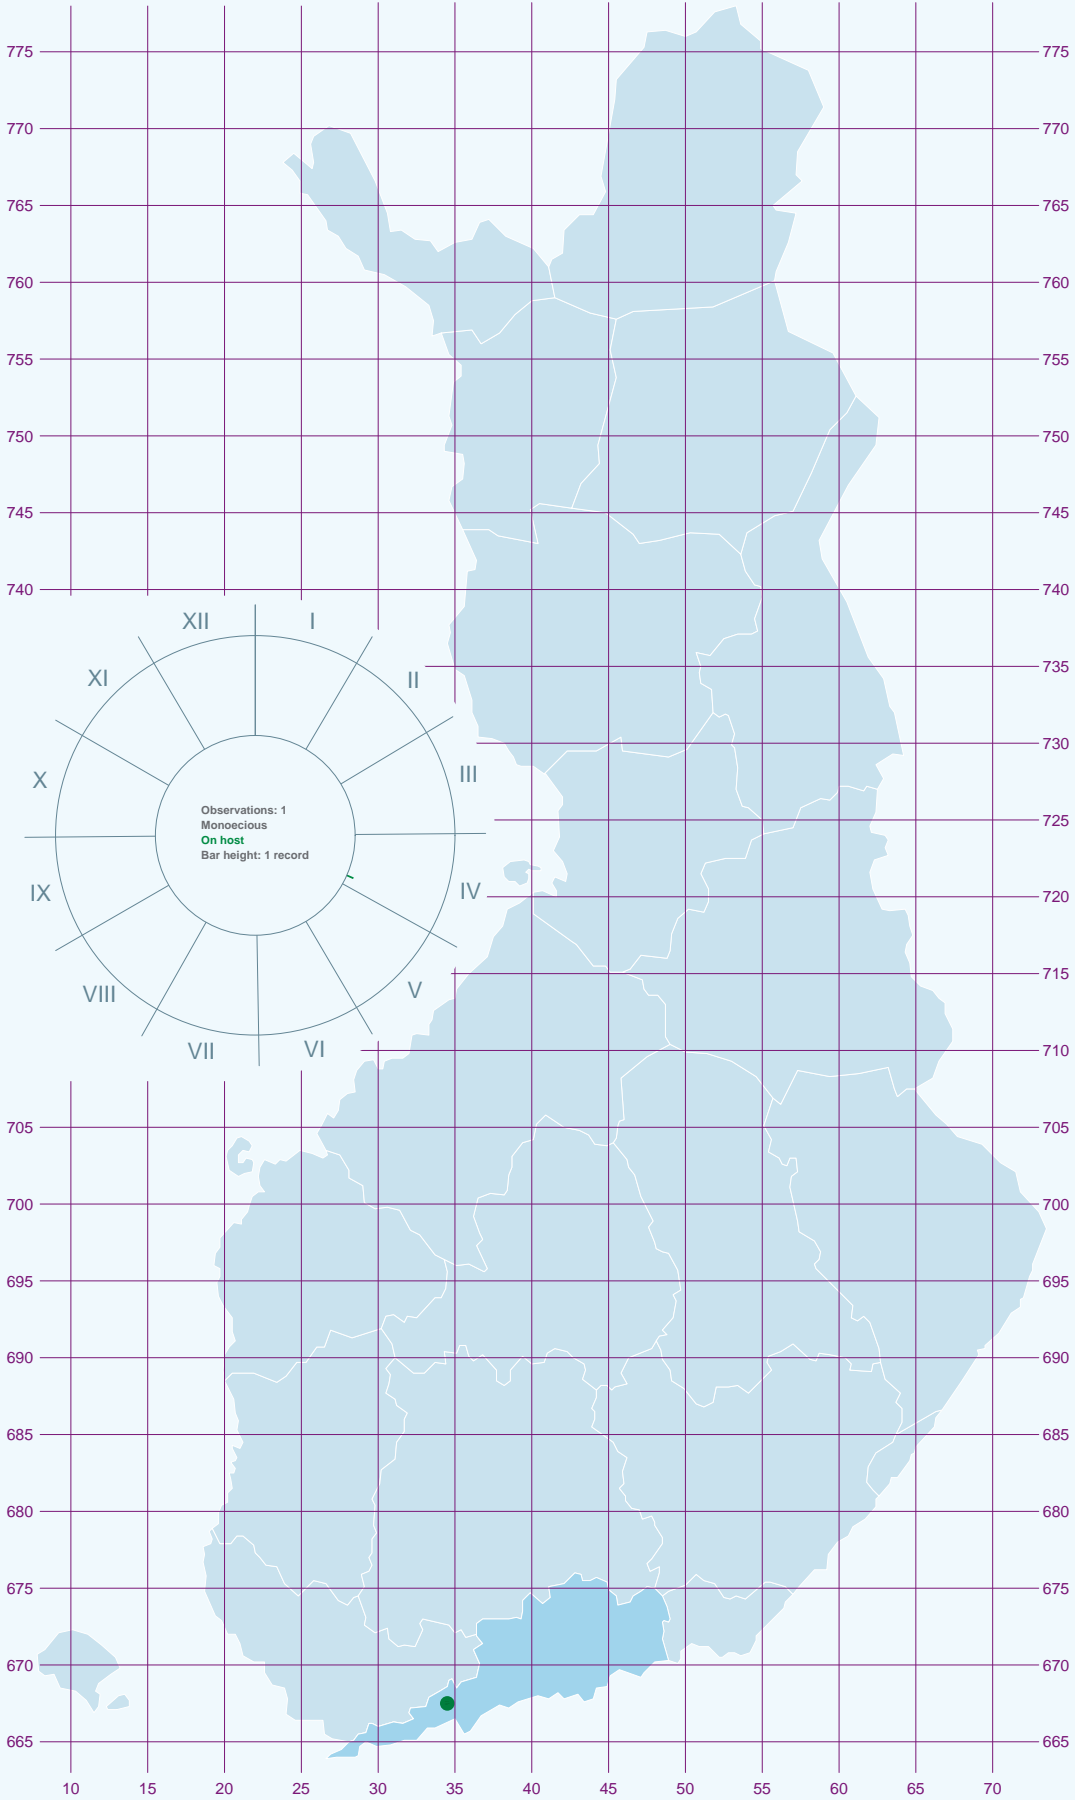 775 775
770 770
765 765
760 760
755 755
750 750
745 745
740 740
XII I
XI II
735
730
X III
Observations: 1
Monoecious
On host
Bar height: 1 record
725
IX IV
720 720
VIII V
715
VII VI
710
705 705
700 700
695 695
690 690
685 685
680 680
675 675
670 670
665 665
10 15 20 25 30 35 40 45 50 55 60 65 70